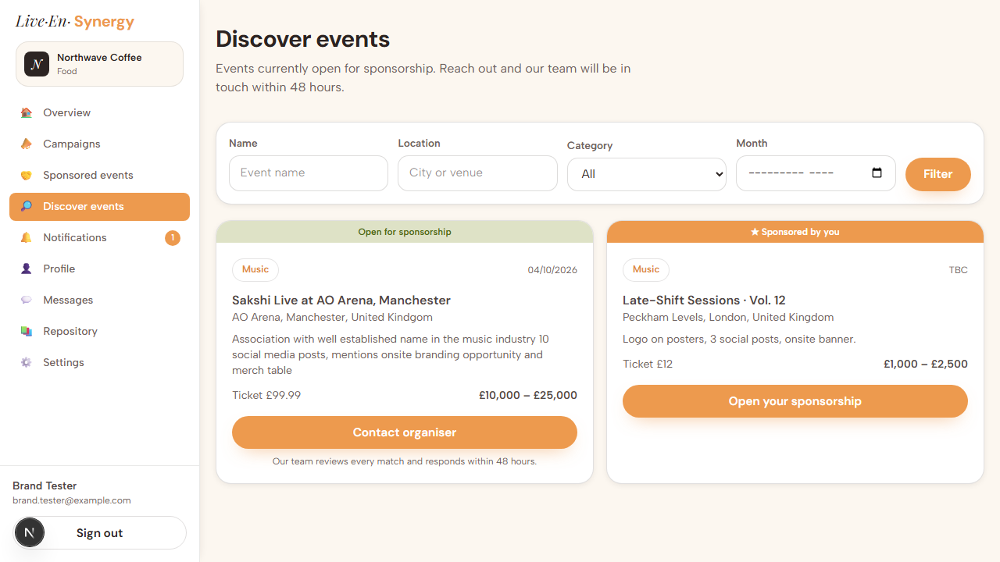 Live·En· Synergy
N
Northwave Coffee
Food
Overview
Campaigns
Sponsored events
Discover events
Notifications
1
Profile
Messages
Repository
Settings
Brand Tester
brand.tester@example.com
N
Sign out
Discover events
Events currently open for sponsorship. Reach out and our team will be in
touch within 48 hours.
Name
Event name
Location
City or venue
Category
All
Month
--------- ----
Filter
Open for sponsorship
Music
04/10/2026
Sakshi Live at AO Arena, Manchester
AO Arena, Manchester, United Kindgom
Association with well established name in the music industry 10
social media posts, mentions onsite branding opportunity and
merch table
Ticket £99.99
£10,000 – £25,000
Contact organiser
Our team reviews every match and responds within 48 hours.
★ Sponsored by you
Music
TBC
Late-Shift Sessions · Vol. 12
Peckham Levels, London, United Kingdom
Logo on posters, 3 social posts, onsite banner.
Ticket £12
£1,000 – £2,500
Open your sponsorship